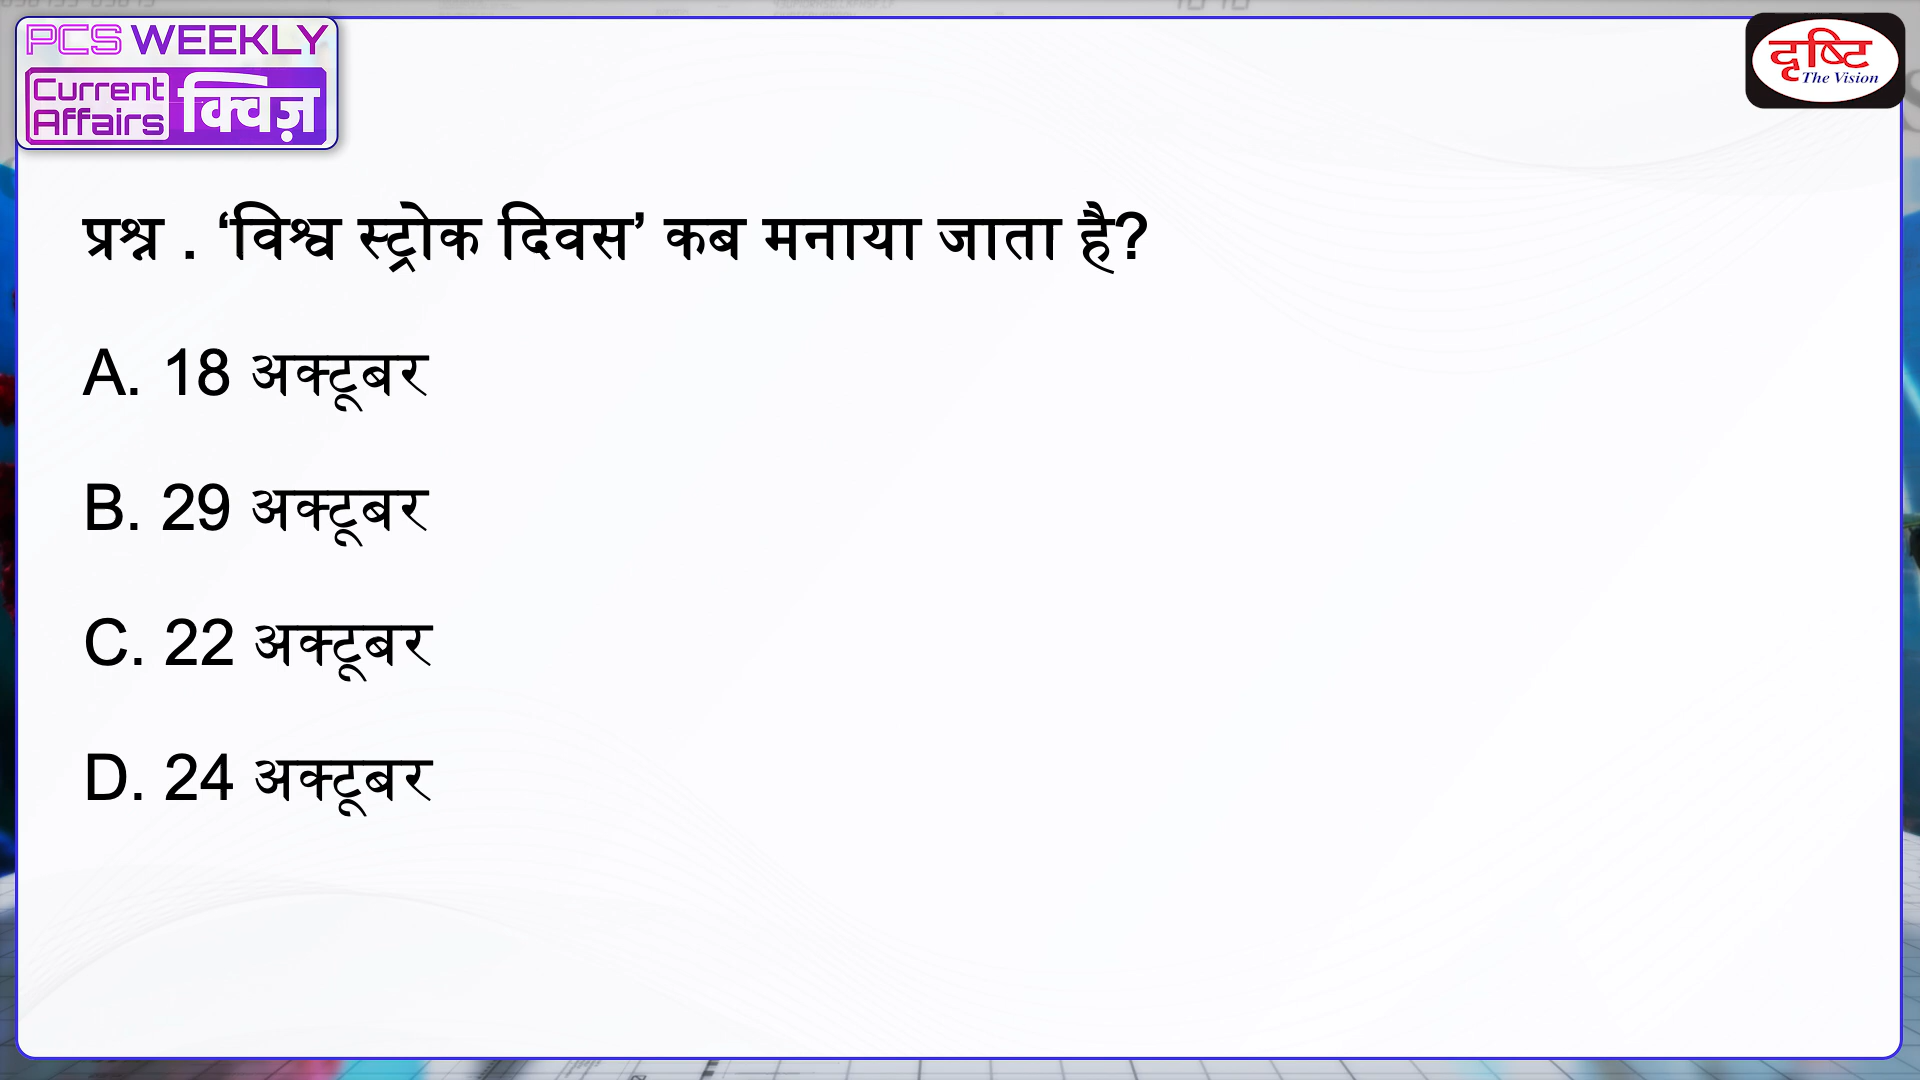 PCS WEEKLY
Current Affairs क्विज़
दृष्टि
The Vision
प्रश्न . ‘विश्व स्ट्रोक दिवस’ कब मनाया जाता है?
A. 18 अक्टूबर
B. 29 अक्टूबर
C. 22 अक्टूबर
D. 24 अक्टूबर